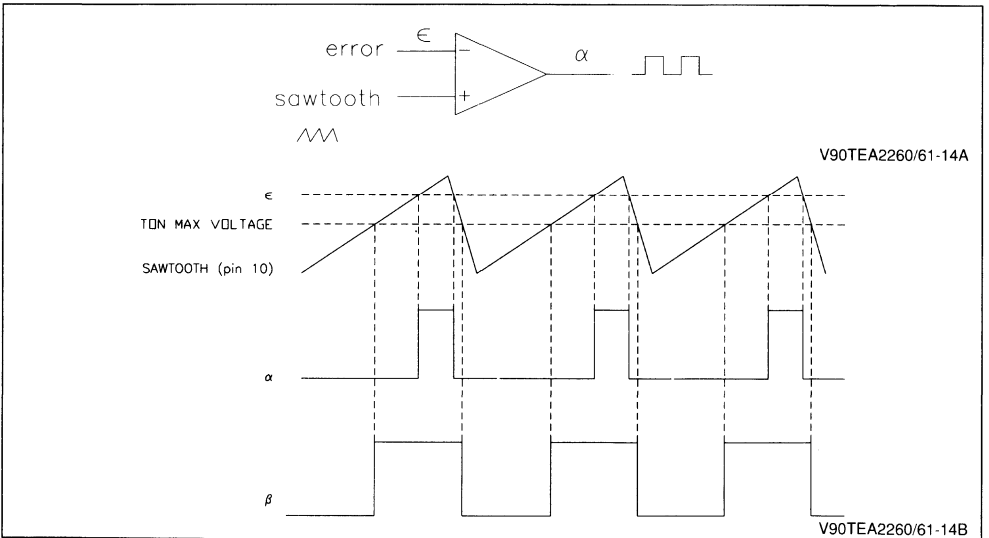 error ϵ −
α
sawtooth +
V90TEA2260/61-14A
ϵ
TON MAX VOLTAGE
SAWTOOTH (pin 10)
α
β
V90TEA2260/61-14B